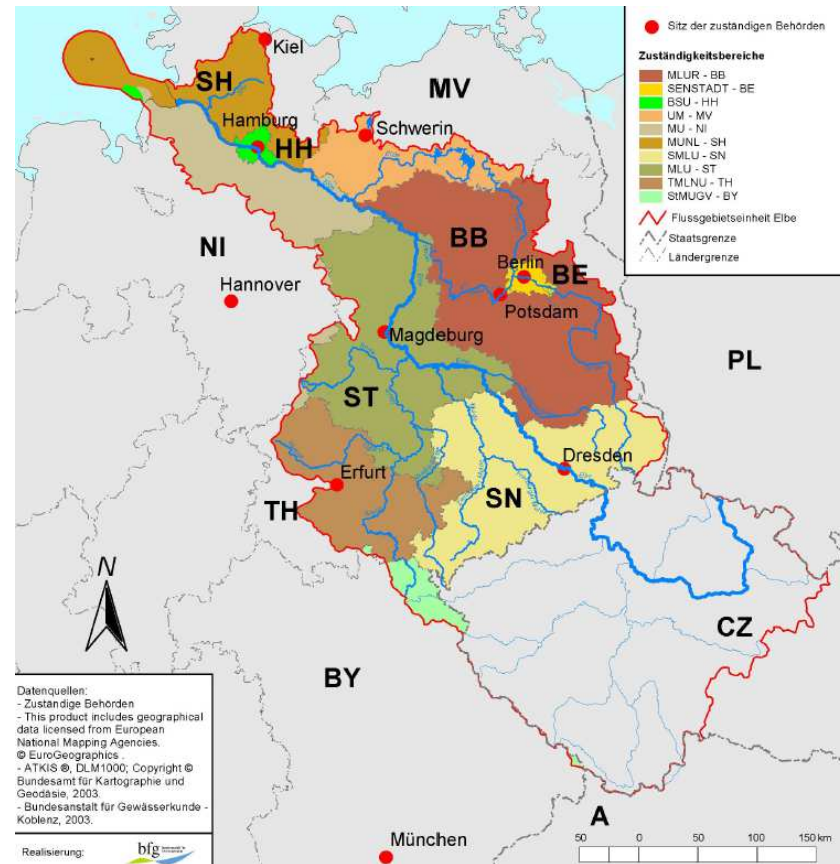 Sitz der zuständigen Behörden
Zuständigkeitsbereiche
MLUR - BB
SENSTADT - BE
BSU - HH
UM - MV
MU - NI
MUNL - SH
SMLU - SN
MLU - ST
TMLNU - TH
StMUGV - BY
Flussgebietseinheit Elbe
Staatsgrenze
Ländergrenze
Kiel
SH
MV
Hamburg
Schwerin
HH
NI
BB
Berlin
BE
Hannover
Potsdam
Magdeburg
PL
ST
Dresden
Erfurt
SN
TH
N
CZ
BY
Datenquellen:
- Zuständige Behörden
- This product includes geographical
data licensed from European
National Mapping Agencies.
© EuroGeographics .
- ATKIS ®, DLM1000; Copyright ©
Bundesamt für Kartographie und
Geodäsie, 2003.
- Bundesanstalt für Gewässerkunde -
Koblenz, 2003.
A
München
50 0 50 100 150 km
Realisierung:
bfg